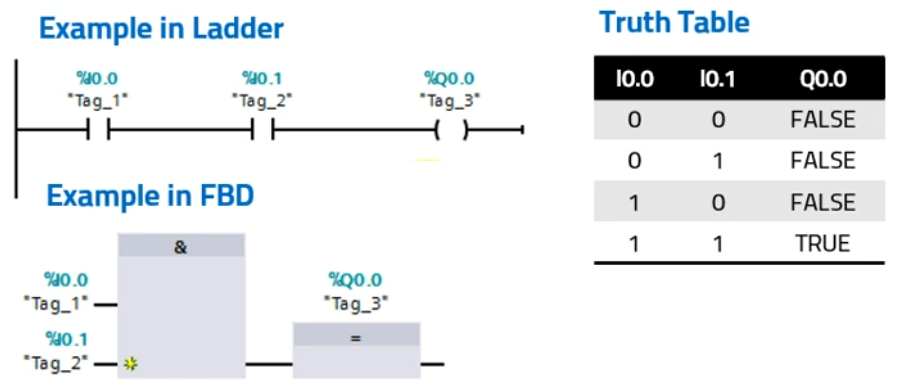 Example in Ladder
%I0.0 %I0.1 %Q0.0
"Tag_1" "Tag_2" "Tag_3"
Example in FBD
&
%I0.0
"Tag_1"
%I0.1
"Tag_2"
%Q0.0
"Tag_3"
=
Truth Table
I0.0 I0.1 Q0.0
0 0 FALSE
0 1 FALSE
1 0 FALSE
1 1 TRUE